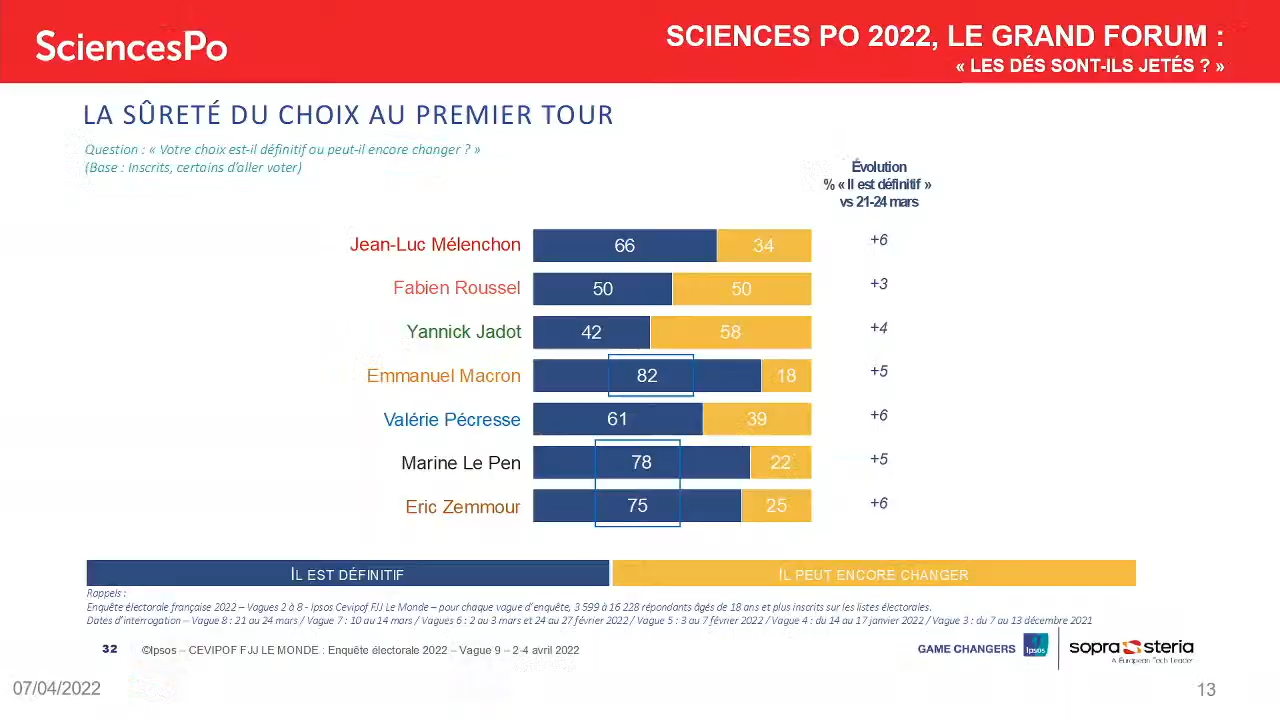 SciencesPo
SCIENCES PO 2022, LE GRAND FORUM :
« LES DÉS SONT-ILS JETÉS ? »
LA SÛRETÉ DU CHOIX AU PREMIER TOUR
Question : « Votre choix est-il définitif ou peut-il encore changer ? »
(Base : Inscrits, certains d'aller voter)
Évolution
% « Il est définitif »
vs 21-24 mars
Jean-Luc Mélenchon 66 34 +6
Fabien Roussel 50 50 +3
Yannick Jadot 42 58 +4
Emmanuel Macron 82 18 +5
Valérie Pécresse 61 39 +6
Marine Le Pen 78 22 +5
Eric Zemmour 75 25 +6
IL EST DÉFINITIF IL PEUT ENCORE CHANGER
Rappels :
Enquête électorale française 2022 – Vagues 2 à 8 - Ipsos Cevipof FJJ Le Monde – pour chaque vague d'enquête, 3 599 à 16 228 répondants âgés de 18 ans et plus inscrits sur les listes électorales.
Dates d'interrogation – Vague 8 : 21 au 24 mars / Vague 7 : 10 au 14 mars / Vagues 6 : 2 au 3 mars et 24 au 27 février 2022 / Vague 5 : 3 au 7 février 2022 / Vague 4 : du 14 au 17 janvier 2022 / Vague 3 : du 7 au 13 décembre 2021
32 ©Ipsos – CEVIPOF FJJ LE MONDE : Enquête électorale 2022 – Vague 9 – 2-4 avril 2022
GAME CHANGERS Ipsos sopra steria
A European Tech Leader
07/04/2022 13